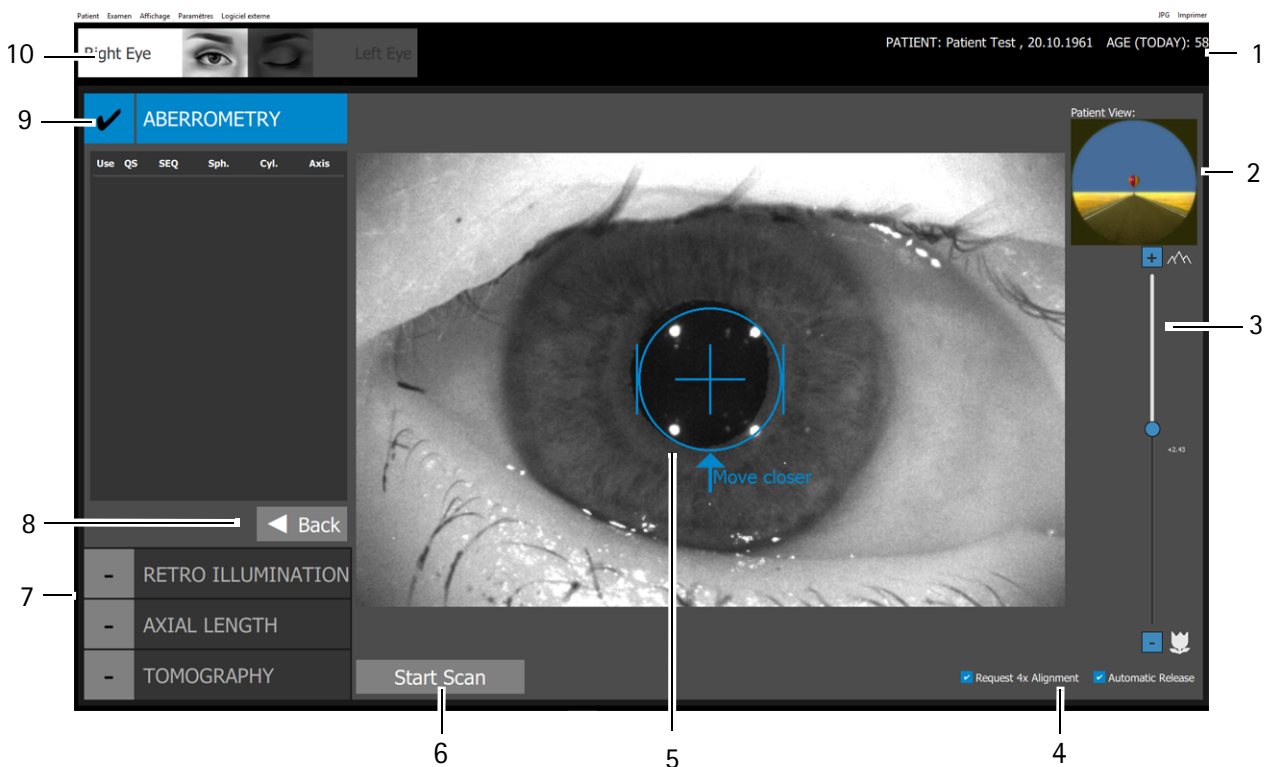 Patient Examen Affichage Paramètres Logiciel externe JPG Imprimer
10 Right Eye Left Eye PATIENT: Patient Test , 20.10.1961 AGE (TODAY): 58 1
9 ABERROMETRY
Patient View:
Use QS SEQ Sph. Cyl. Axis
2
+
3
+2.43
Move closer
8 Back
7
- RETRO ILLUMINATION
- AXIAL LENGTH
-
- TOMOGRAPHY
Start Scan
Request 4x Alignment Automatic Release
6 5 4